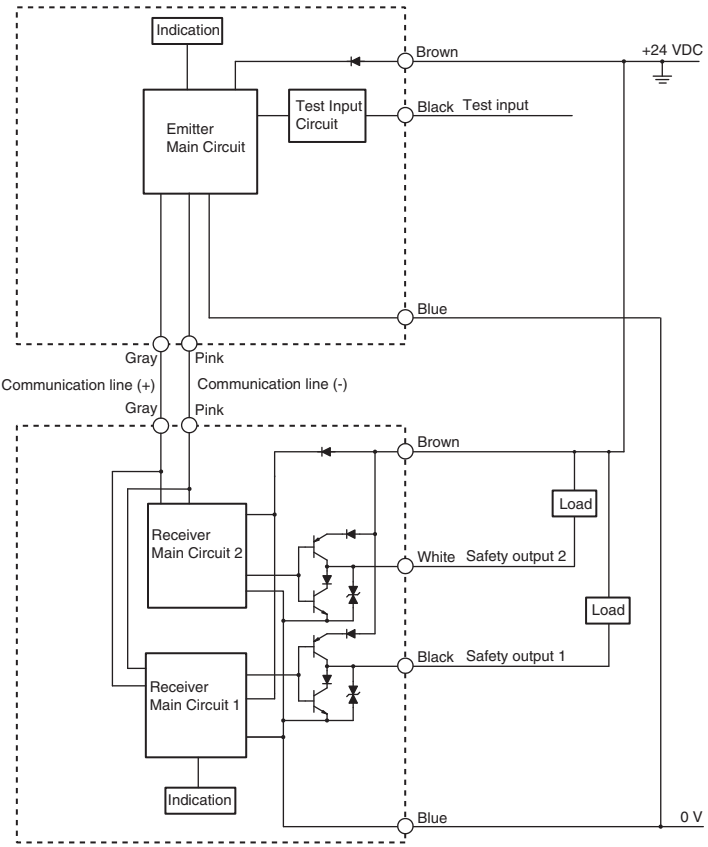 Indication
Brown
+24 VDC
Emitter
Main Circuit
Test Input
Circuit
Black Test input
Blue
Gray
Pink
Communication line (+)
Communication line (-)
Gray
Pink
Brown
Receiver
Main Circuit 2
Load
White Safety output 2
Load
Black Safety output 1
Receiver
Main Circuit 1
Indication
Blue
0 V